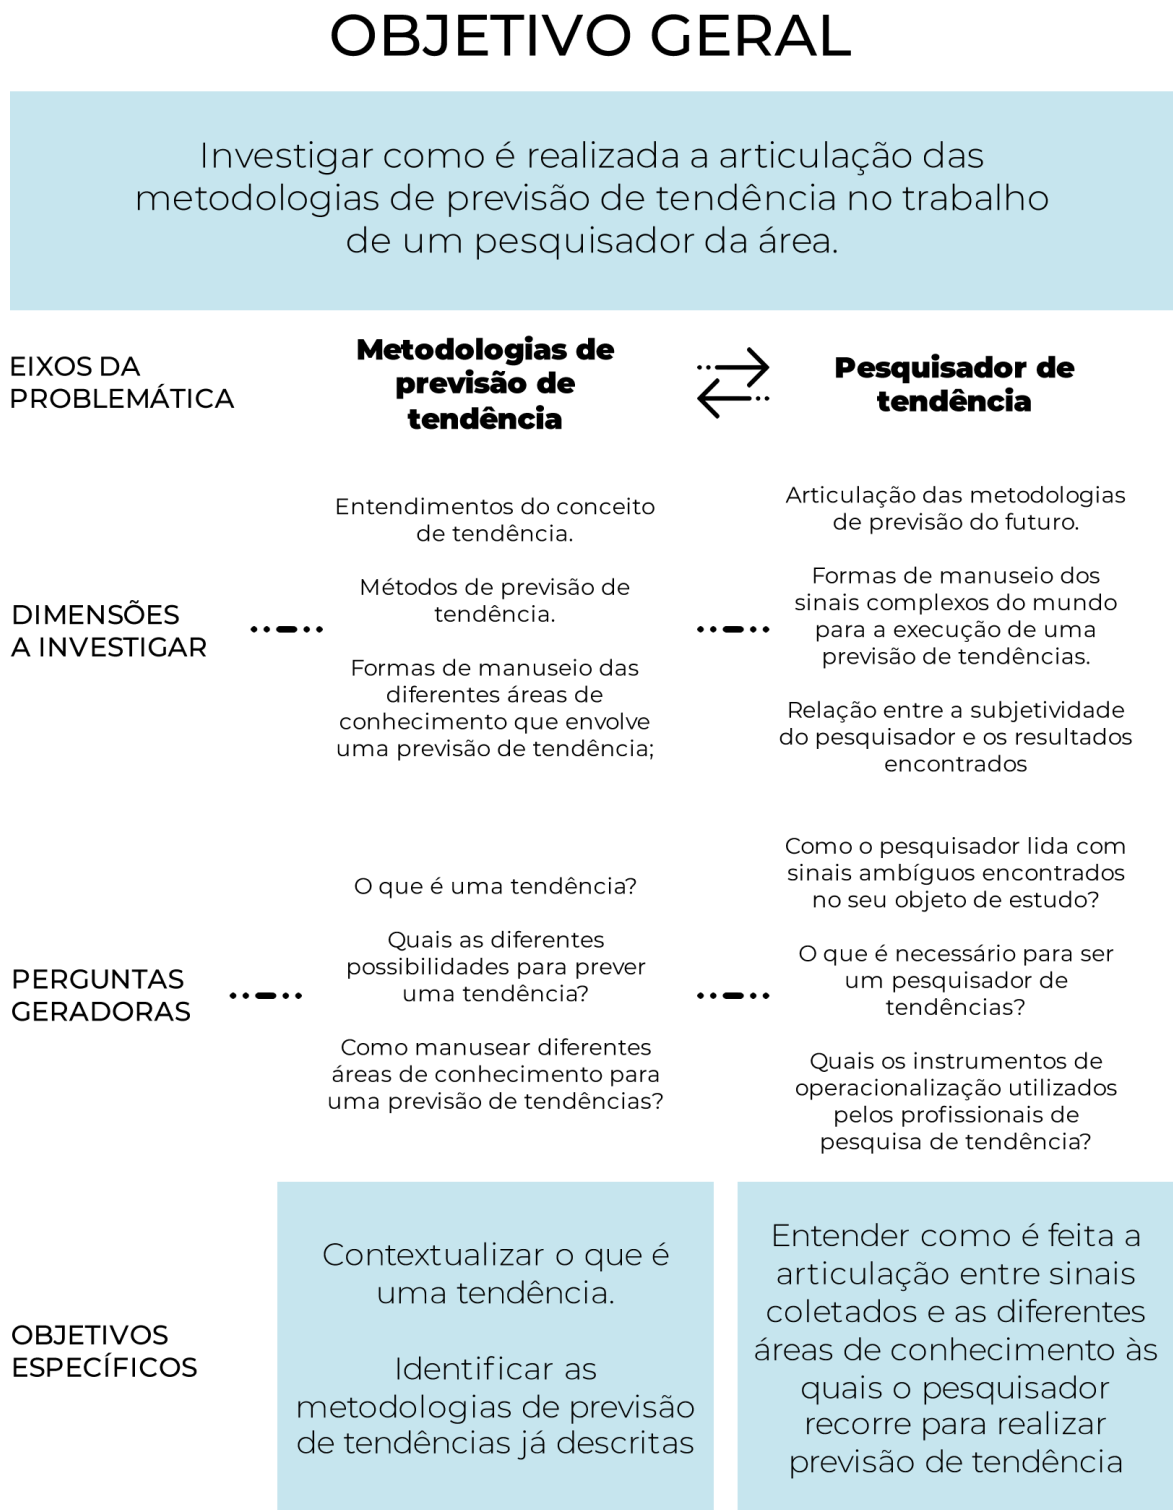 OBJETIVO GERAL
Investigar como é realizada a articulação das
metodologias de previsão de tendência no trabalho
de um pesquisador da área.
EIXOS DA
PROBLEMÁTICA
Metodologias de
previsão de
tendência
Pesquisador de
tendência
DIMENSÕES
A INVESTIGAR
Entendimentos do conceito
de tendência.
Métodos de previsão de
tendência.
Formas de manuseio das
diferentes áreas de
conhecimento que envolve
uma previsão de tendência;
Articulação das metodologias
de previsão do futuro.
Formas de manuseio dos
sinais complexos do mundo
para a execução de uma
previsão de tendências.
Relação entre a subjetividade
do pesquisador e os resultados
encontrados
PERGUNTAS
GERADORAS
O que é uma tendência?
Quais as diferentes
possibilidades para prever
uma tendência?
Como manusear diferentes
áreas de conhecimento para
uma previsão de tendências?
Como o pesquisador lida com
sinais ambíguos encontrados
no seu objeto de estudo?
O que é necessário para ser
um pesquisador de
tendências?
Quais os instrumentos de
operacionalização utilizados
pelos profissionais de
pesquisa de tendência?
OBJETIVOS
ESPECÍFICOS
Contextualizar o que é
uma tendência.
Identificar as
metodologias de previsão
de tendências já descritas
Entender como é feita a
articulação entre sinais
coletados e as diferentes
áreas de conhecimento às
quais o pesquisador
recorre para realizar
previsão de tendência